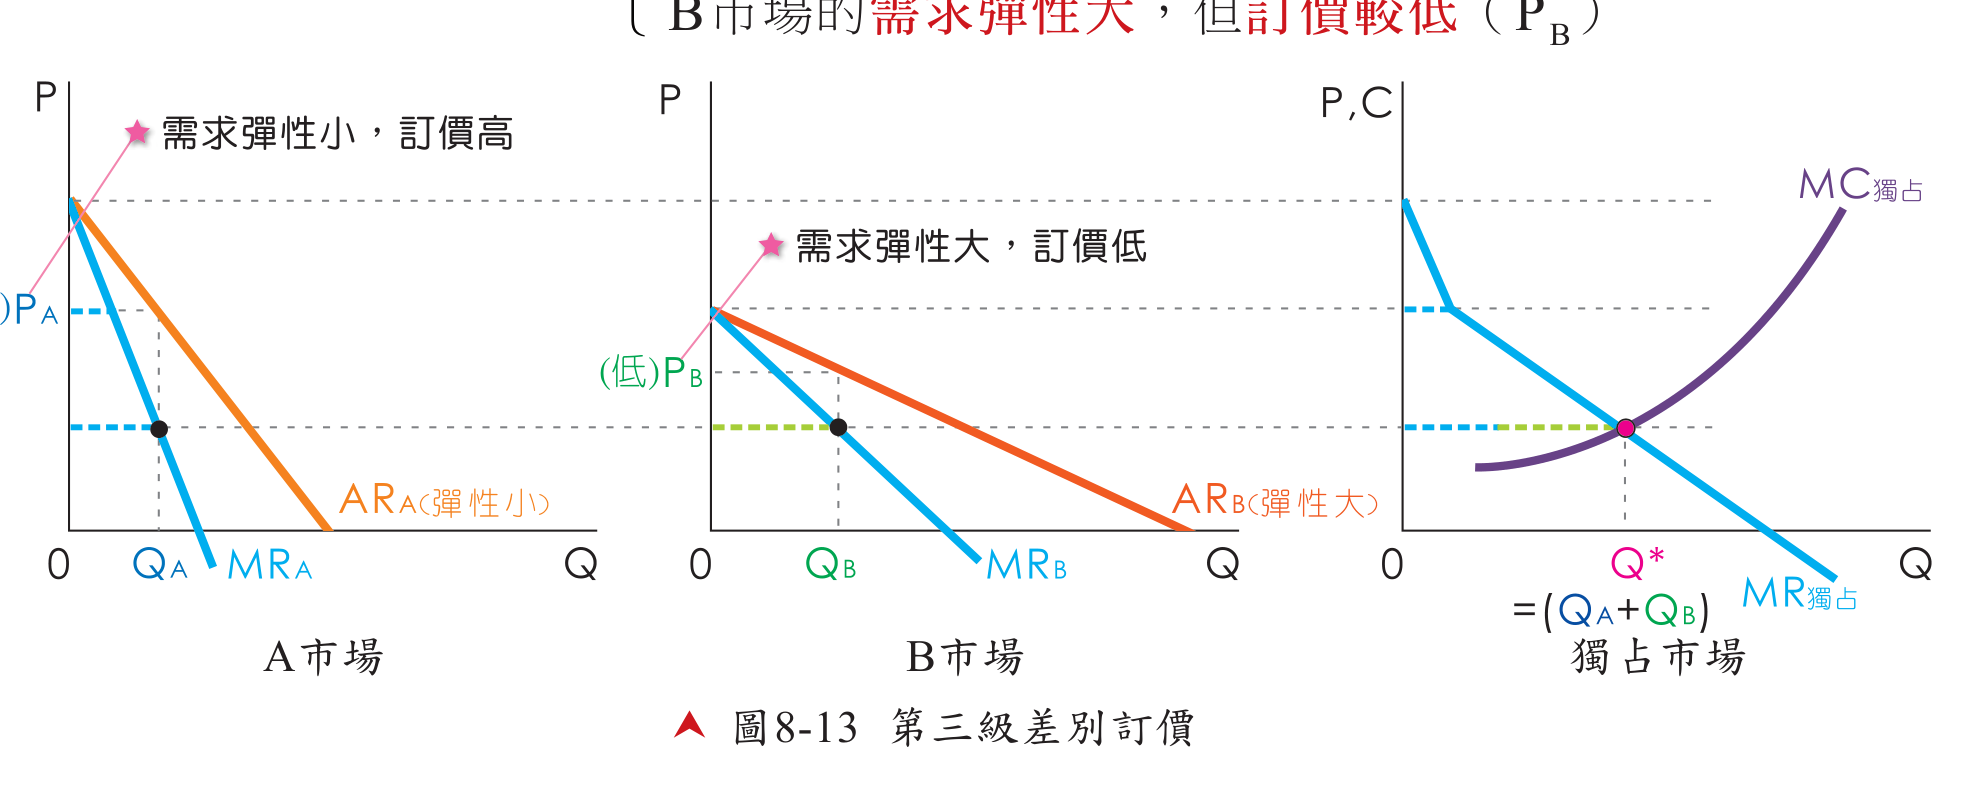 B市場的需求彈性大，但訂價較低（PB）
P
★ 需求彈性小，訂價高
)PA
ARA(彈性小)
0 QA MRA Q
A市場
P
★ 需求彈性大，訂價低
(低)PB
ARB(彈性大)
0 QB MRB Q
B市場
P,C
MC獨占
0 Q* Q
=(QA+QB)
MR獨占
獨占市場
圖8-13 第三級差別訂價